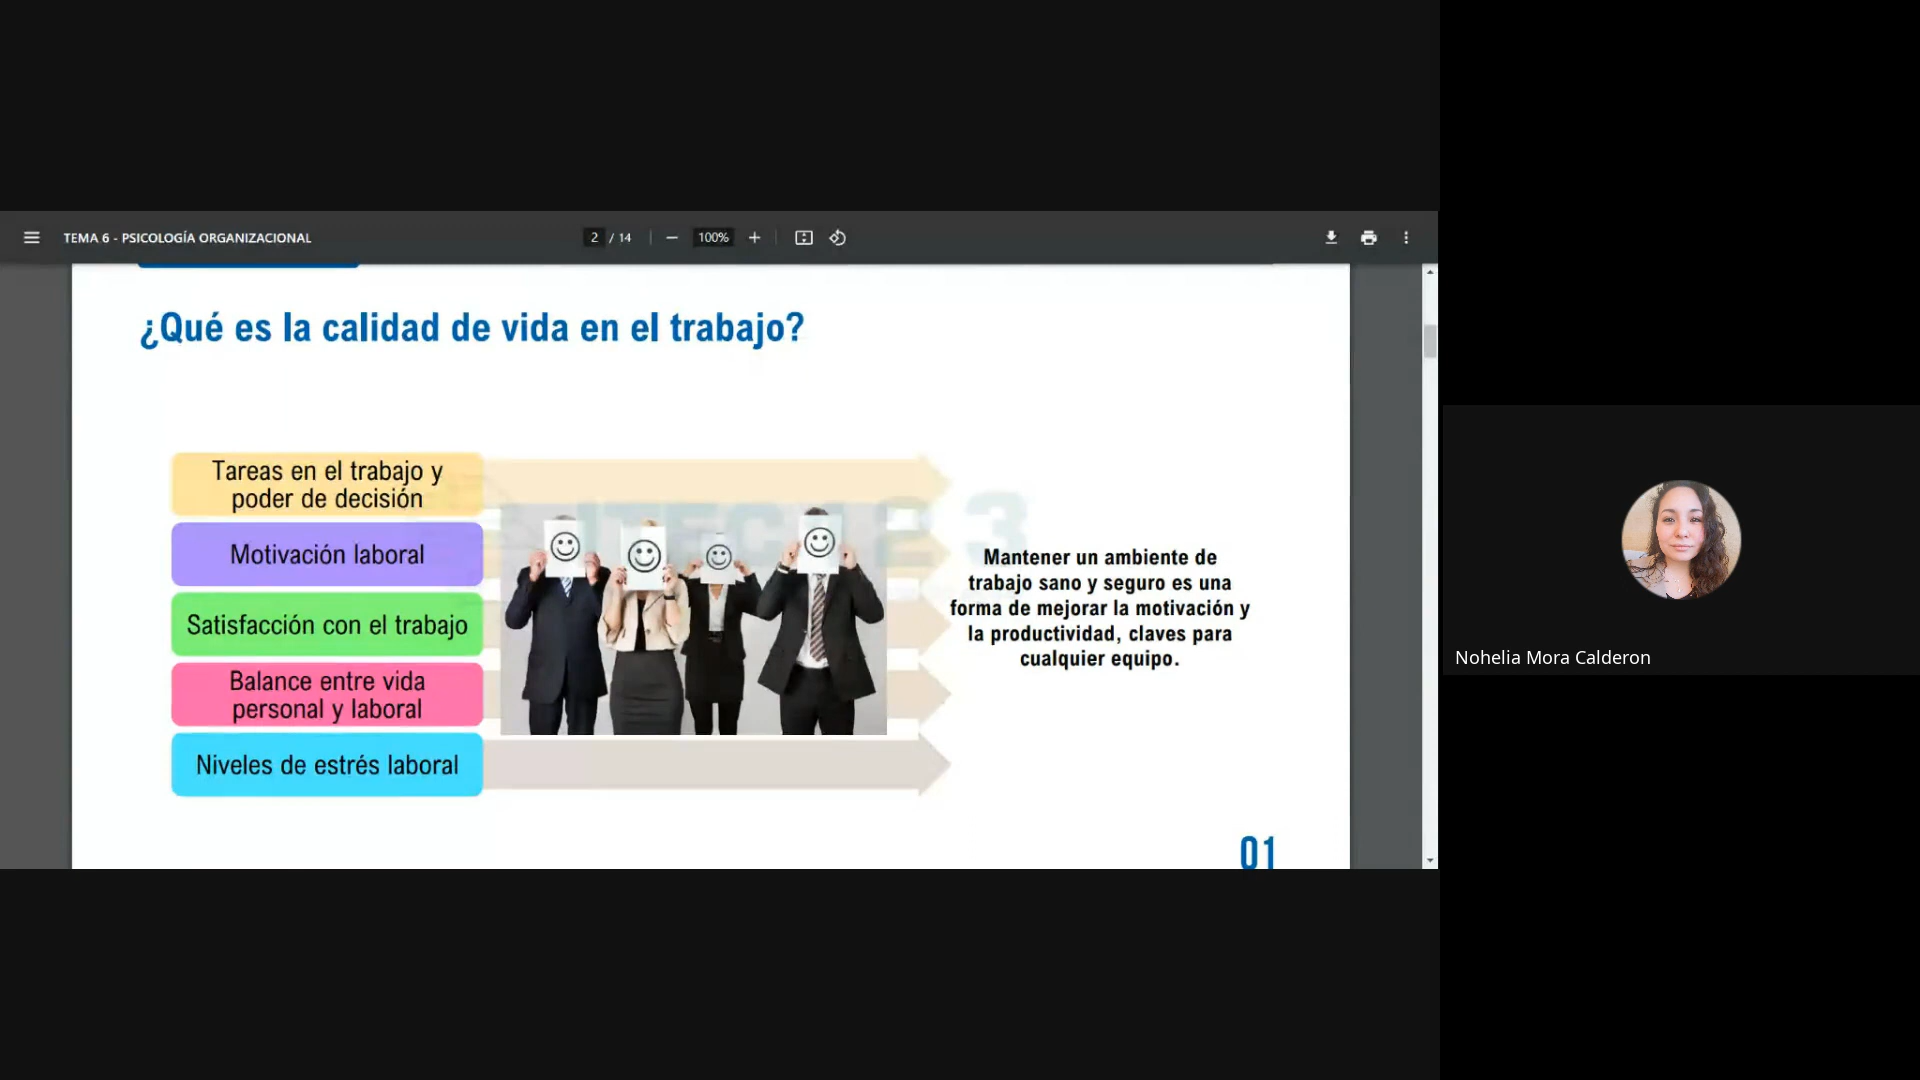 TEMA 6 - PSICOLOGÍA ORGANIZACIONAL
2 / 14
100%
¿Qué es la calidad de vida en el trabajo?
Tareas en el trabajo y
poder de decisión
Motivación laboral
Satisfacción con el trabajo
Balance entre vida
personal y laboral
Niveles de estrés laboral
Mantener un ambiente de
trabajo sano y seguro es una
forma de mejorar la motivación y
la productividad, claves para
cualquier equipo.
01
Nohelia Mora Calderon